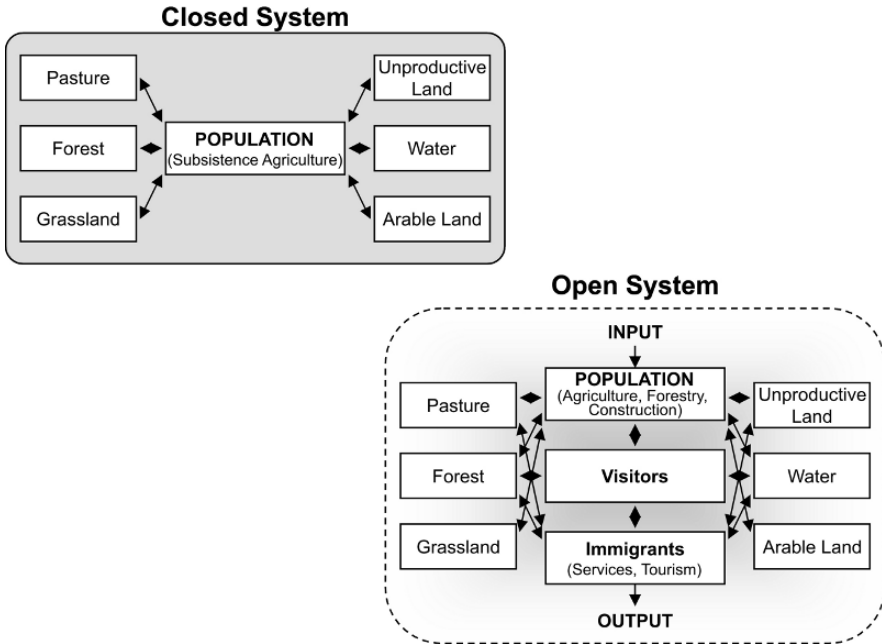 Closed System
Pasture
Forest
Grassland
POPULATION
(Subsistence Agriculture)
Unproductive
Land
Water
Arable Land
Open System
INPUT
POPULATION
(Agriculture, Forestry,
Construction)
Visitors
Immigrants
(Services, Tourism)
OUTPUT
Pasture
Forest
Grassland
Unproductive
Land
Water
Arable Land